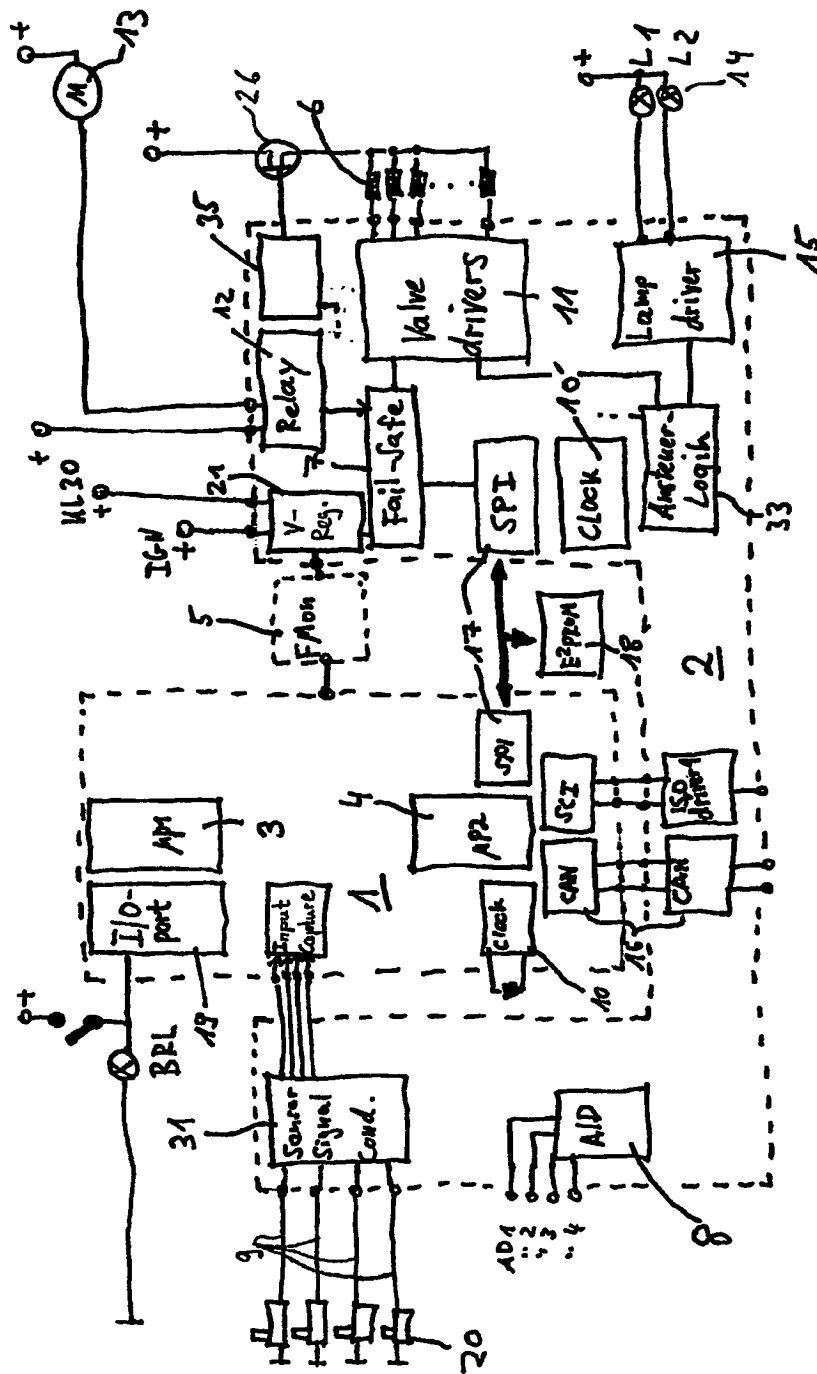 +
13
M
+
26
+
6
35
12
Relay
KL30
+
IGN
+
21
V-
Reg.
7
Fail-Safe
Valve
drivers
11
+
L1
L2
14
Lamp
driver
15
10'
SPI
Clock
Ansteuer-
Logik
33
5
IFMon
17
E²PROM
18
2
3
4
AP2
SPI
SCI
ISO
CAN
CAN
16
Clock
10
1
Input
Capture
I/O-
port
19
+
BRL
31
Sensor
Signal
Cond.
9
20
AD1
" 2
" 3
" 4
A/D
8